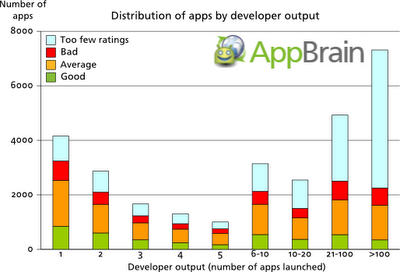 Number of
apps
Distribution of apps by developer output
8000
Too few ratings
Bad
Average
Good
AppBrain
6000
4000
2000
0
1 2 3 4 5 6-10 10-20 21-100 >100
Developer output (number of apps launched)